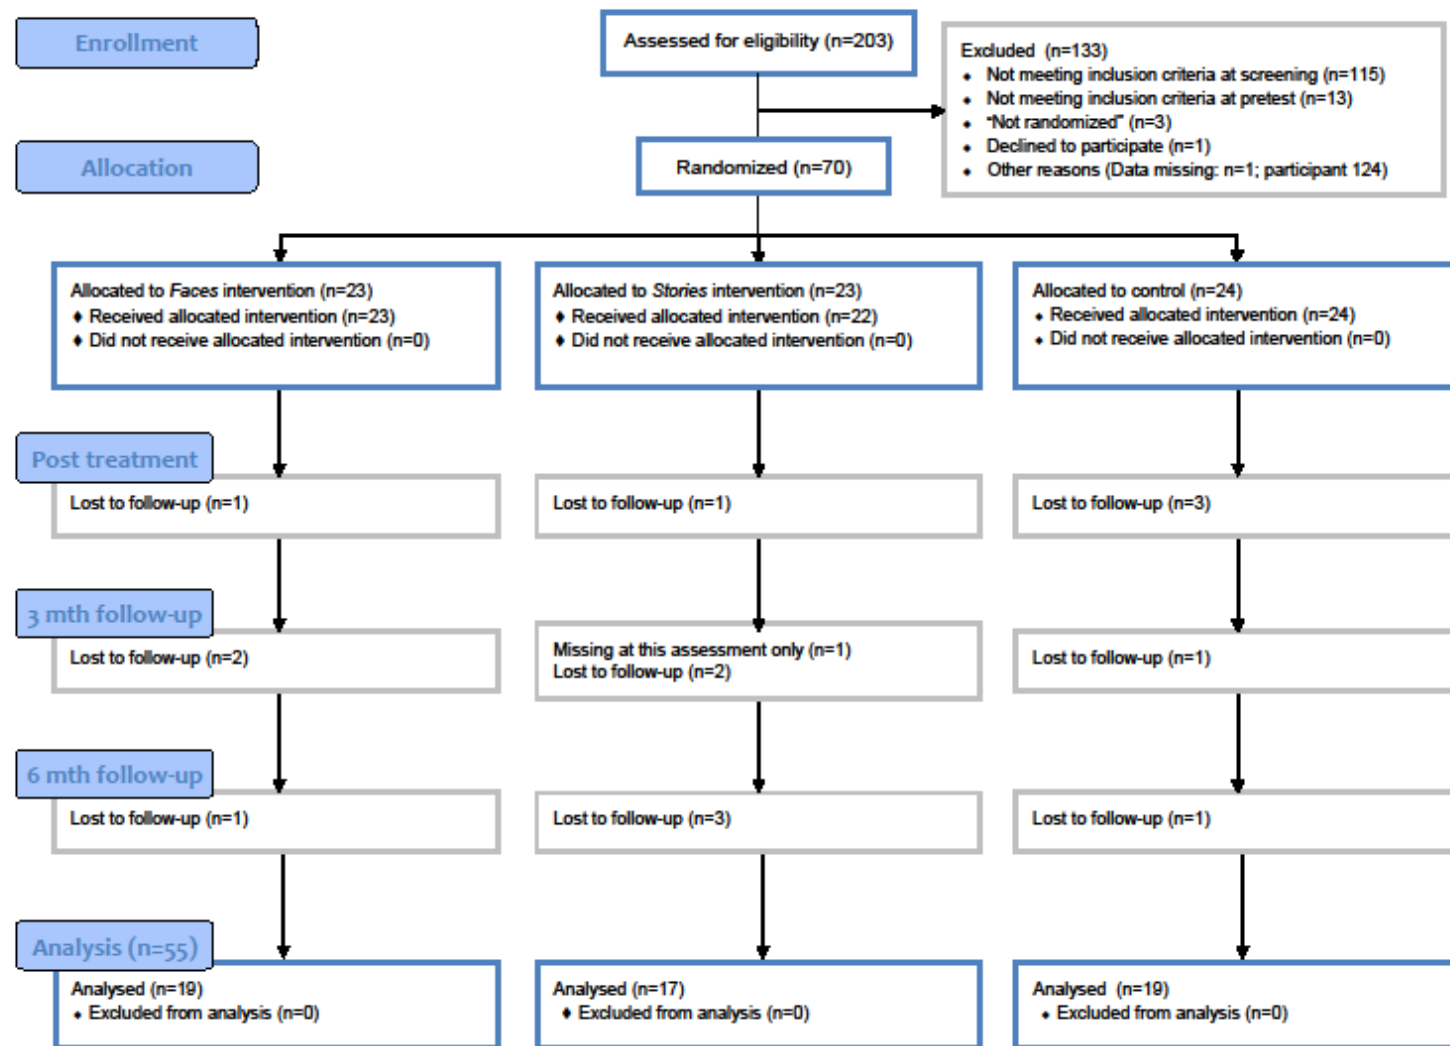 Enrollment
Assessed for eligibility (n=203)
Excluded (n=133)
⬥ Not meeting inclusion criteria at screening (n=115)
⬥ Not meeting inclusion criteria at pretest (n=13)
⬥ "Not randomized" (n=3)
⬥ Declined to participate (n=1)
⬥ Other reasons (Data missing: n=1; participant 124)
Allocation
Randomized (n=70)
Allocated to Faces intervention (n=23)
⬥ Received allocated intervention (n=23)
⬥ Did not receive allocated intervention (n=0)
Allocated to Stories intervention (n=23)
⬥ Received allocated intervention (n=22)
⬥ Did not receive allocated intervention (n=0)
Allocated to control (n=24)
⬥ Received allocated intervention (n=24)
⬥ Did not receive allocated intervention (n=0)
Post treatment
Lost to follow-up (n=1)
Lost to follow-up (n=1)
Lost to follow-up (n=3)
3 mth follow-up
Lost to follow-up (n=2)
Missing at this assessment only (n=1)
Lost to follow-up (n=2)
Lost to follow-up (n=1)
6 mth follow-up
Lost to follow-up (n=1)
Lost to follow-up (n=3)
Lost to follow-up (n=1)
Analysis (n=55)
Analysed (n=19)
⬥ Excluded from analysis (n=0)
Analysed (n=17)
⬥ Excluded from analysis (n=0)
Analysed (n=19)
⬥ Excluded from analysis (n=0)